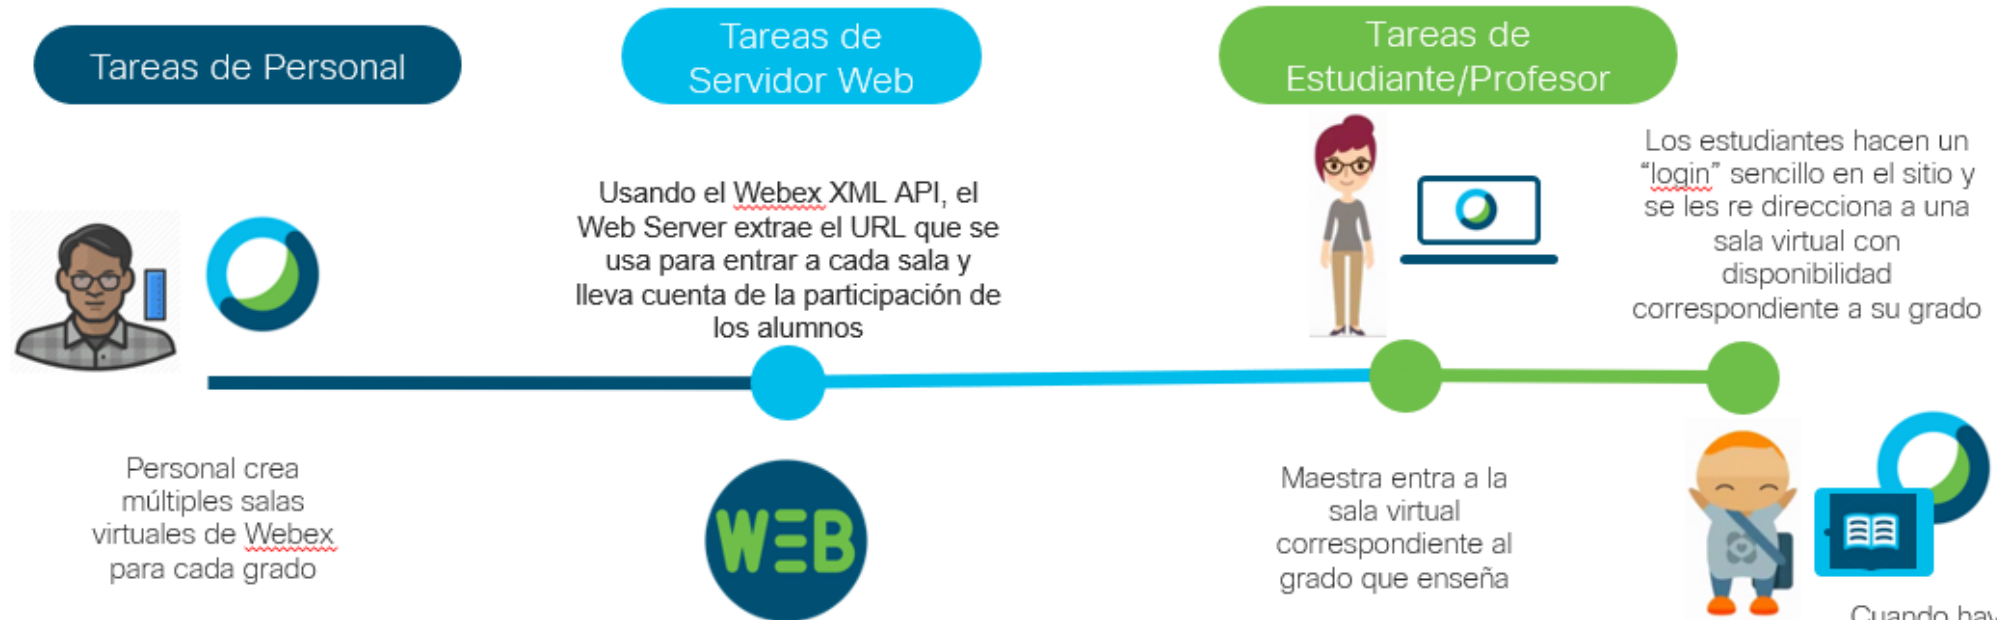 Tareas de Personal
Tareas de
Servidor Web
Tareas de
Estudiante/Profesor
Usando el Webex XML API, el
Web Server extrae el URL que se
usa para entrar a cada sala y
lleva cuenta de la participación de
los alumnos
Los estudiantes hacen un
“login” sencillo en el sitio y
se les re direcciona a una
sala virtual con
disponibilidad
correspondiente a su grado
Personal crea
múltiples salas
virtuales de Webex
para cada grado
WEB
Maestra entra a la
sala virtual
correspondiente al
grado que enseña
Cuando hay